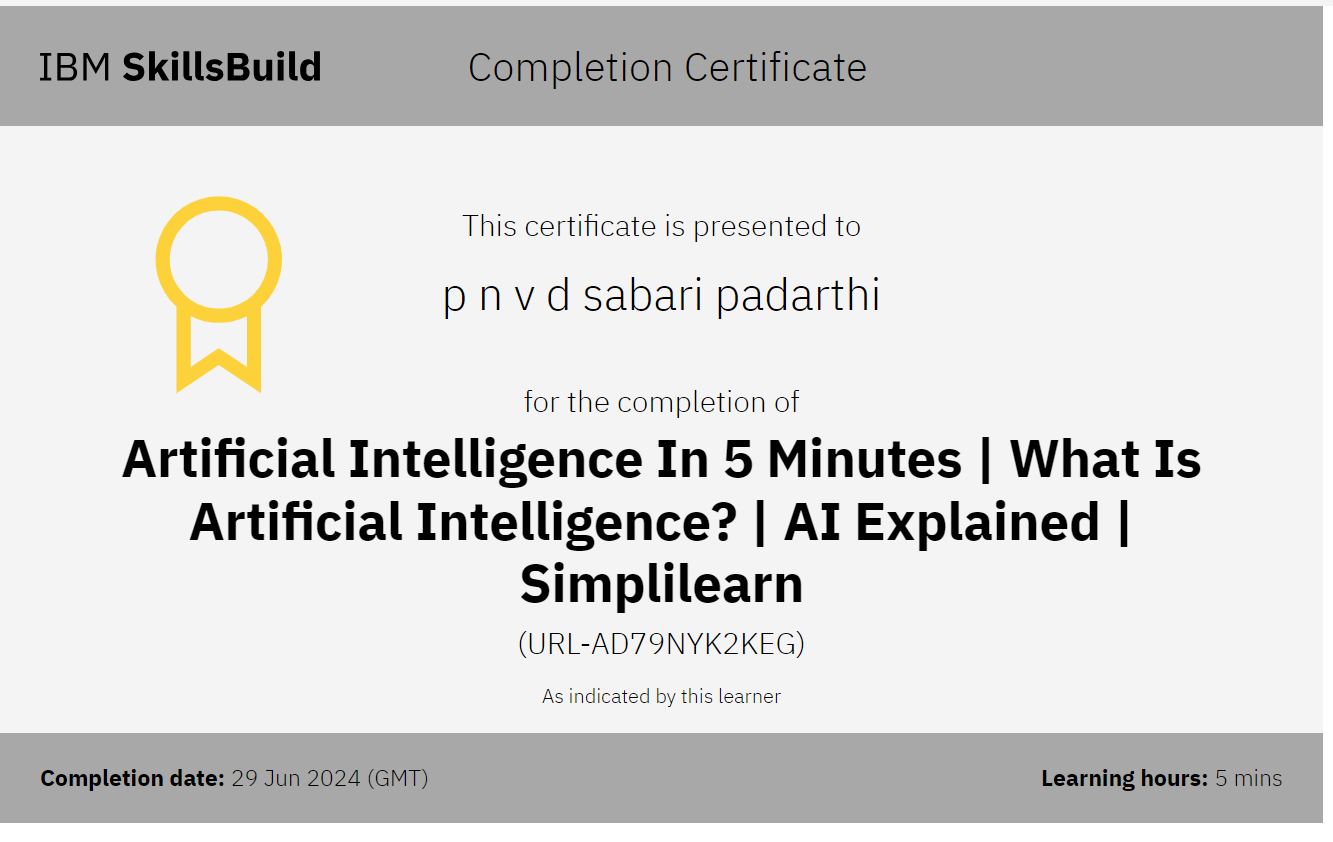 IBM SkillsBuild
Completion Certificate
This certificate is presented to
p n v d sabari padarthi
for the completion of
Artificial Intelligence In 5 Minutes | What Is
Artificial Intelligence? | AI Explained |
Simplilearn
(URL-AD79NYK2KEG)
As indicated by this learner
Completion date: 29 Jun 2024 (GMT)
Learning hours: 5 mins